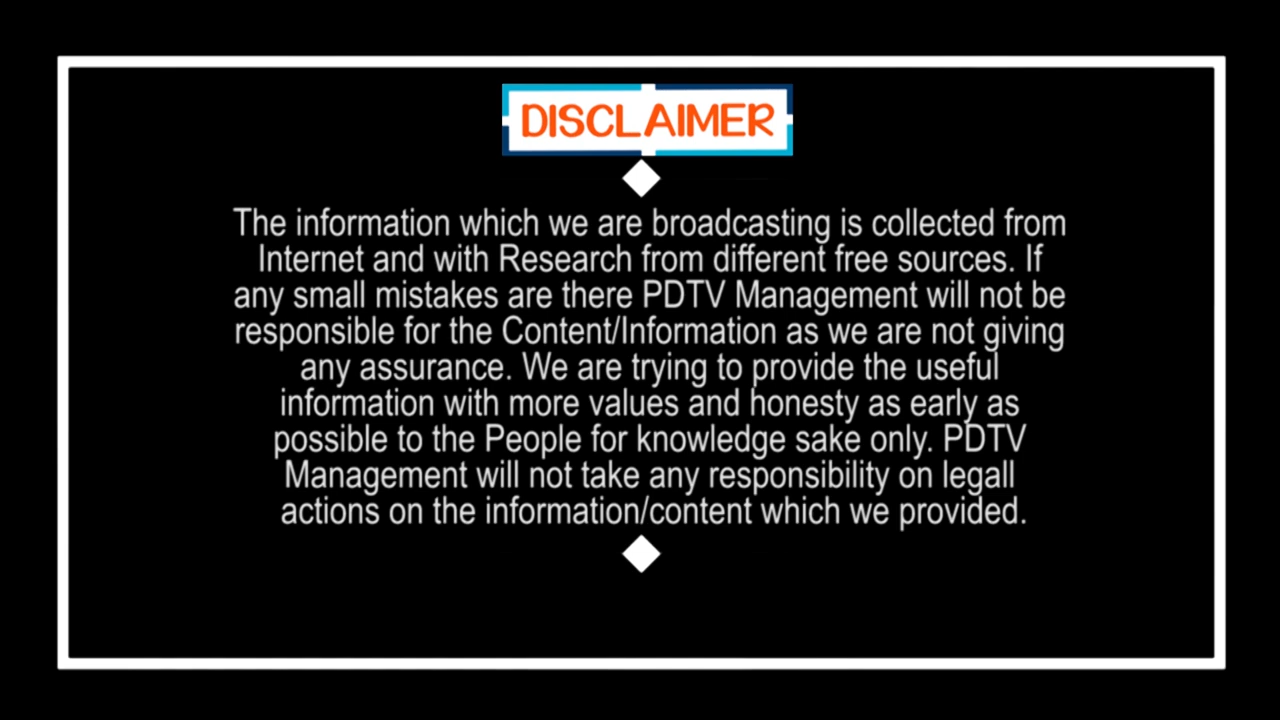 DISCLAIMER
The information which we are broadcasting is collected from
Internet and with Research from different free sources. If
any small mistakes are there PDTV Management will not be
responsible for the Content/Information as we are not giving
any assurance. We are trying to provide the useful
information with more values and honesty as early as
possible to the People for knowledge sake only. PDTV
Management will not take any responsibility on legall
actions on the information/content which we provided.